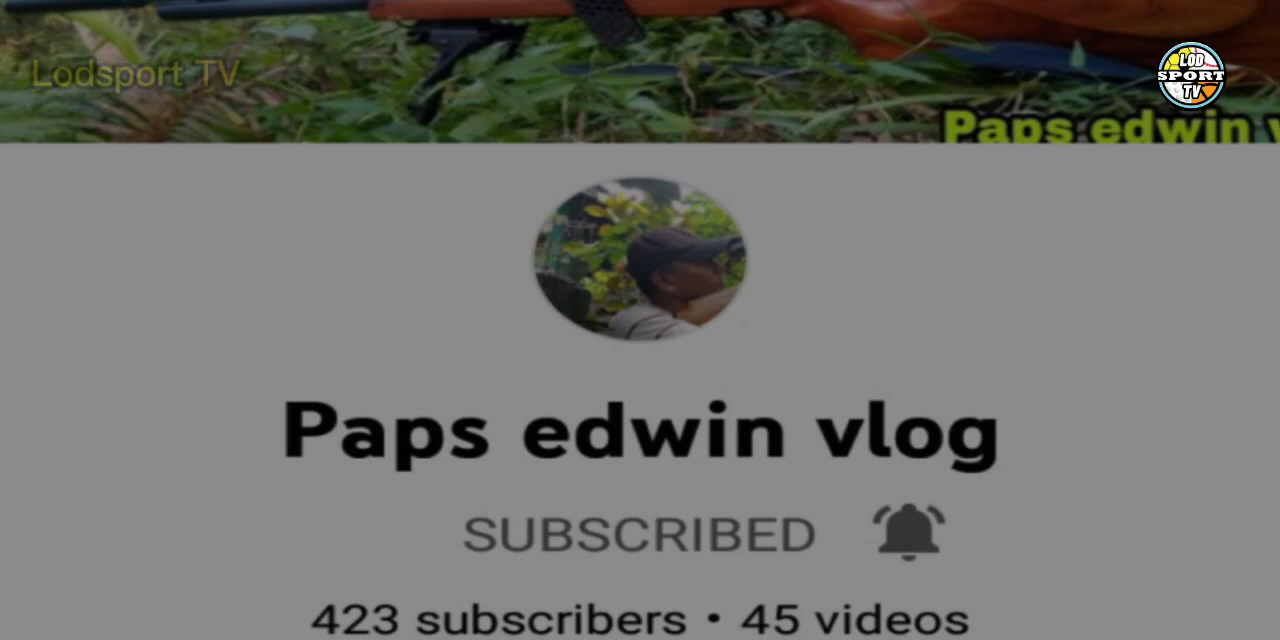 Lodsport TV
LOD
SPORT
TV
Paps edwin v
Paps edwin vlog
SUBSCRIBED
423 subscribers • 45 videos